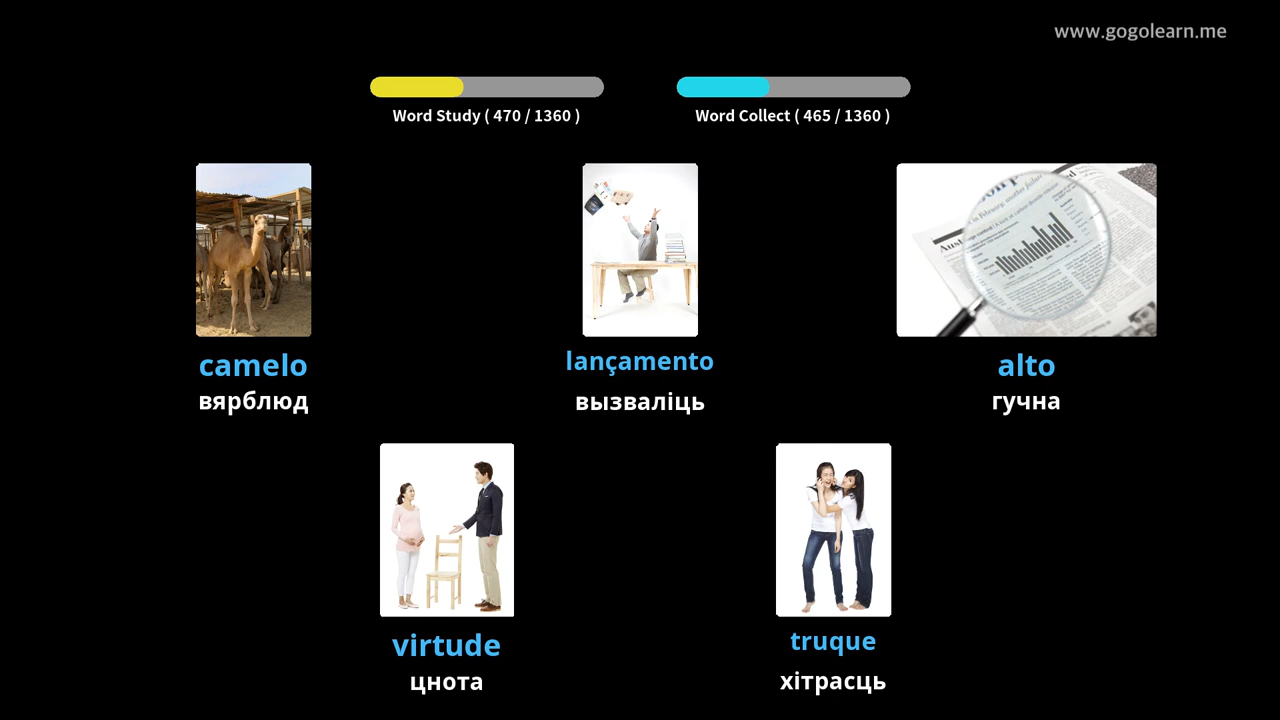 www.gogolearn.me
Word Study ( 470 / 1360 )
Word Collect ( 465 / 1360 )
camelo
вярблюд
lançamento
вызваліць
alto
гучна
virtude
цнота
truque
хітрасць